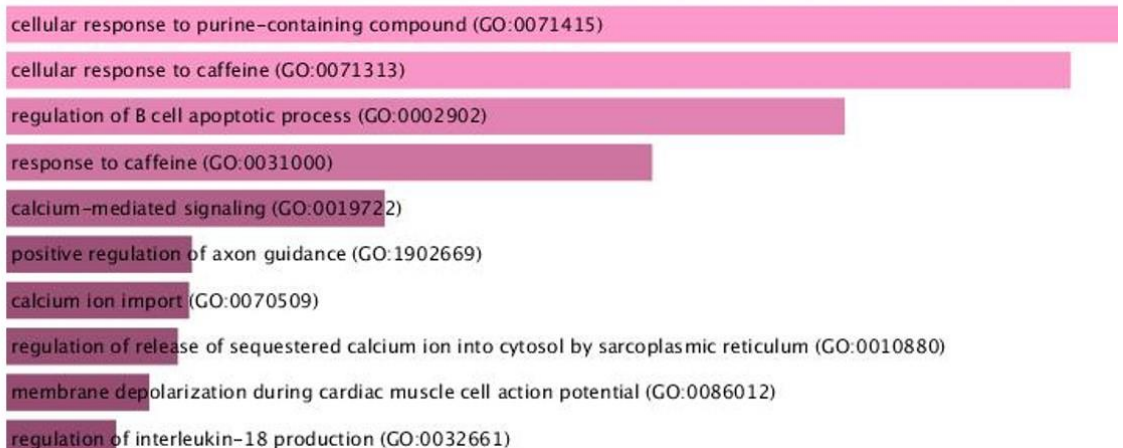 cellular response to purine-containing compound (GO:0071415)
cellular response to caffeine (GO:0071313)
regulation of B cell apoptotic process (GO:0002902)
response to caffeine (GO:0031000)
calcium-mediated signaling (GO:0019722)
positive regulation of axon guidance (GO:1902669)
calcium ion import (GO:0070509)
regulation of release of sequestered calcium ion into cytosol by sarcoplasmic reticulum (GO:0010880)
membrane depolarization during cardiac muscle cell action potential (GO:0086012)
regulation of interleukin-18 production (GO:0032661)